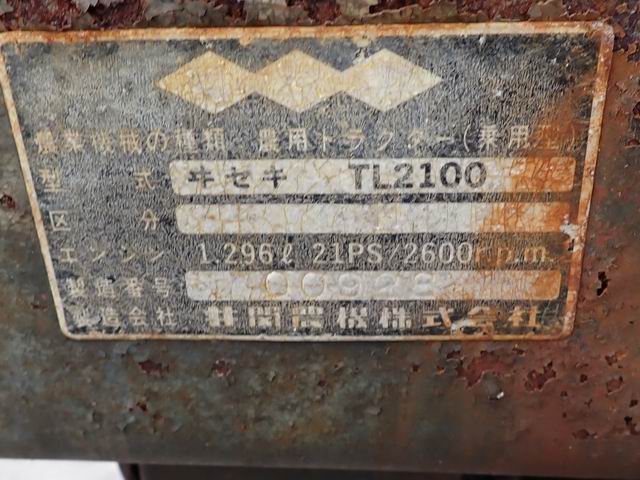 農業機械の種類 農用トラクター(乗用型)
型 式 ヰセキ TL2100
区 分
エンジン 1.296ℓ 21PS/2600r.p.m.
製造番号
製造会社 井関農機株式会社